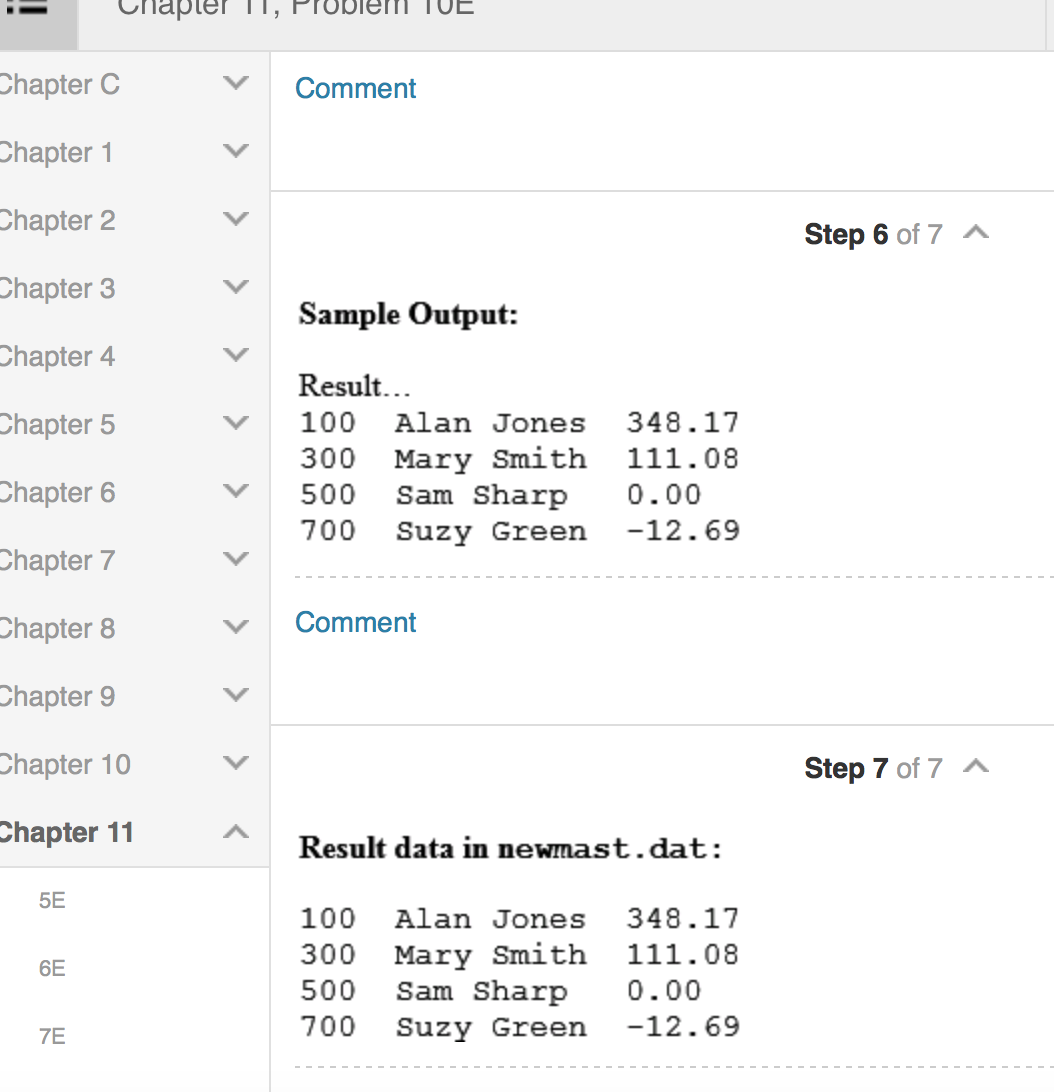 Chapter 11, Problem 10E
Chapter C
Chapter 1
Chapter 2
Chapter 3
Chapter 4
Chapter 5
Chapter 6
Chapter 7
Chapter 8
Chapter 9
Chapter 10
Chapter 11
5E
6E
7E
Comment
Step 6 of 7
Sample Output:
Result...
100 Alan Jones 348.17
300 Mary Smith 111.08
500 Sam Sharp 0.00
700 Suzy Green -12.69
Comment
Step 7 of 7
Result data in newmast.dat:
100 Alan Jones 348.17
300 Mary Smith 111.08
500 Sam Sharp 0.00
700 Suzy Green -12.69